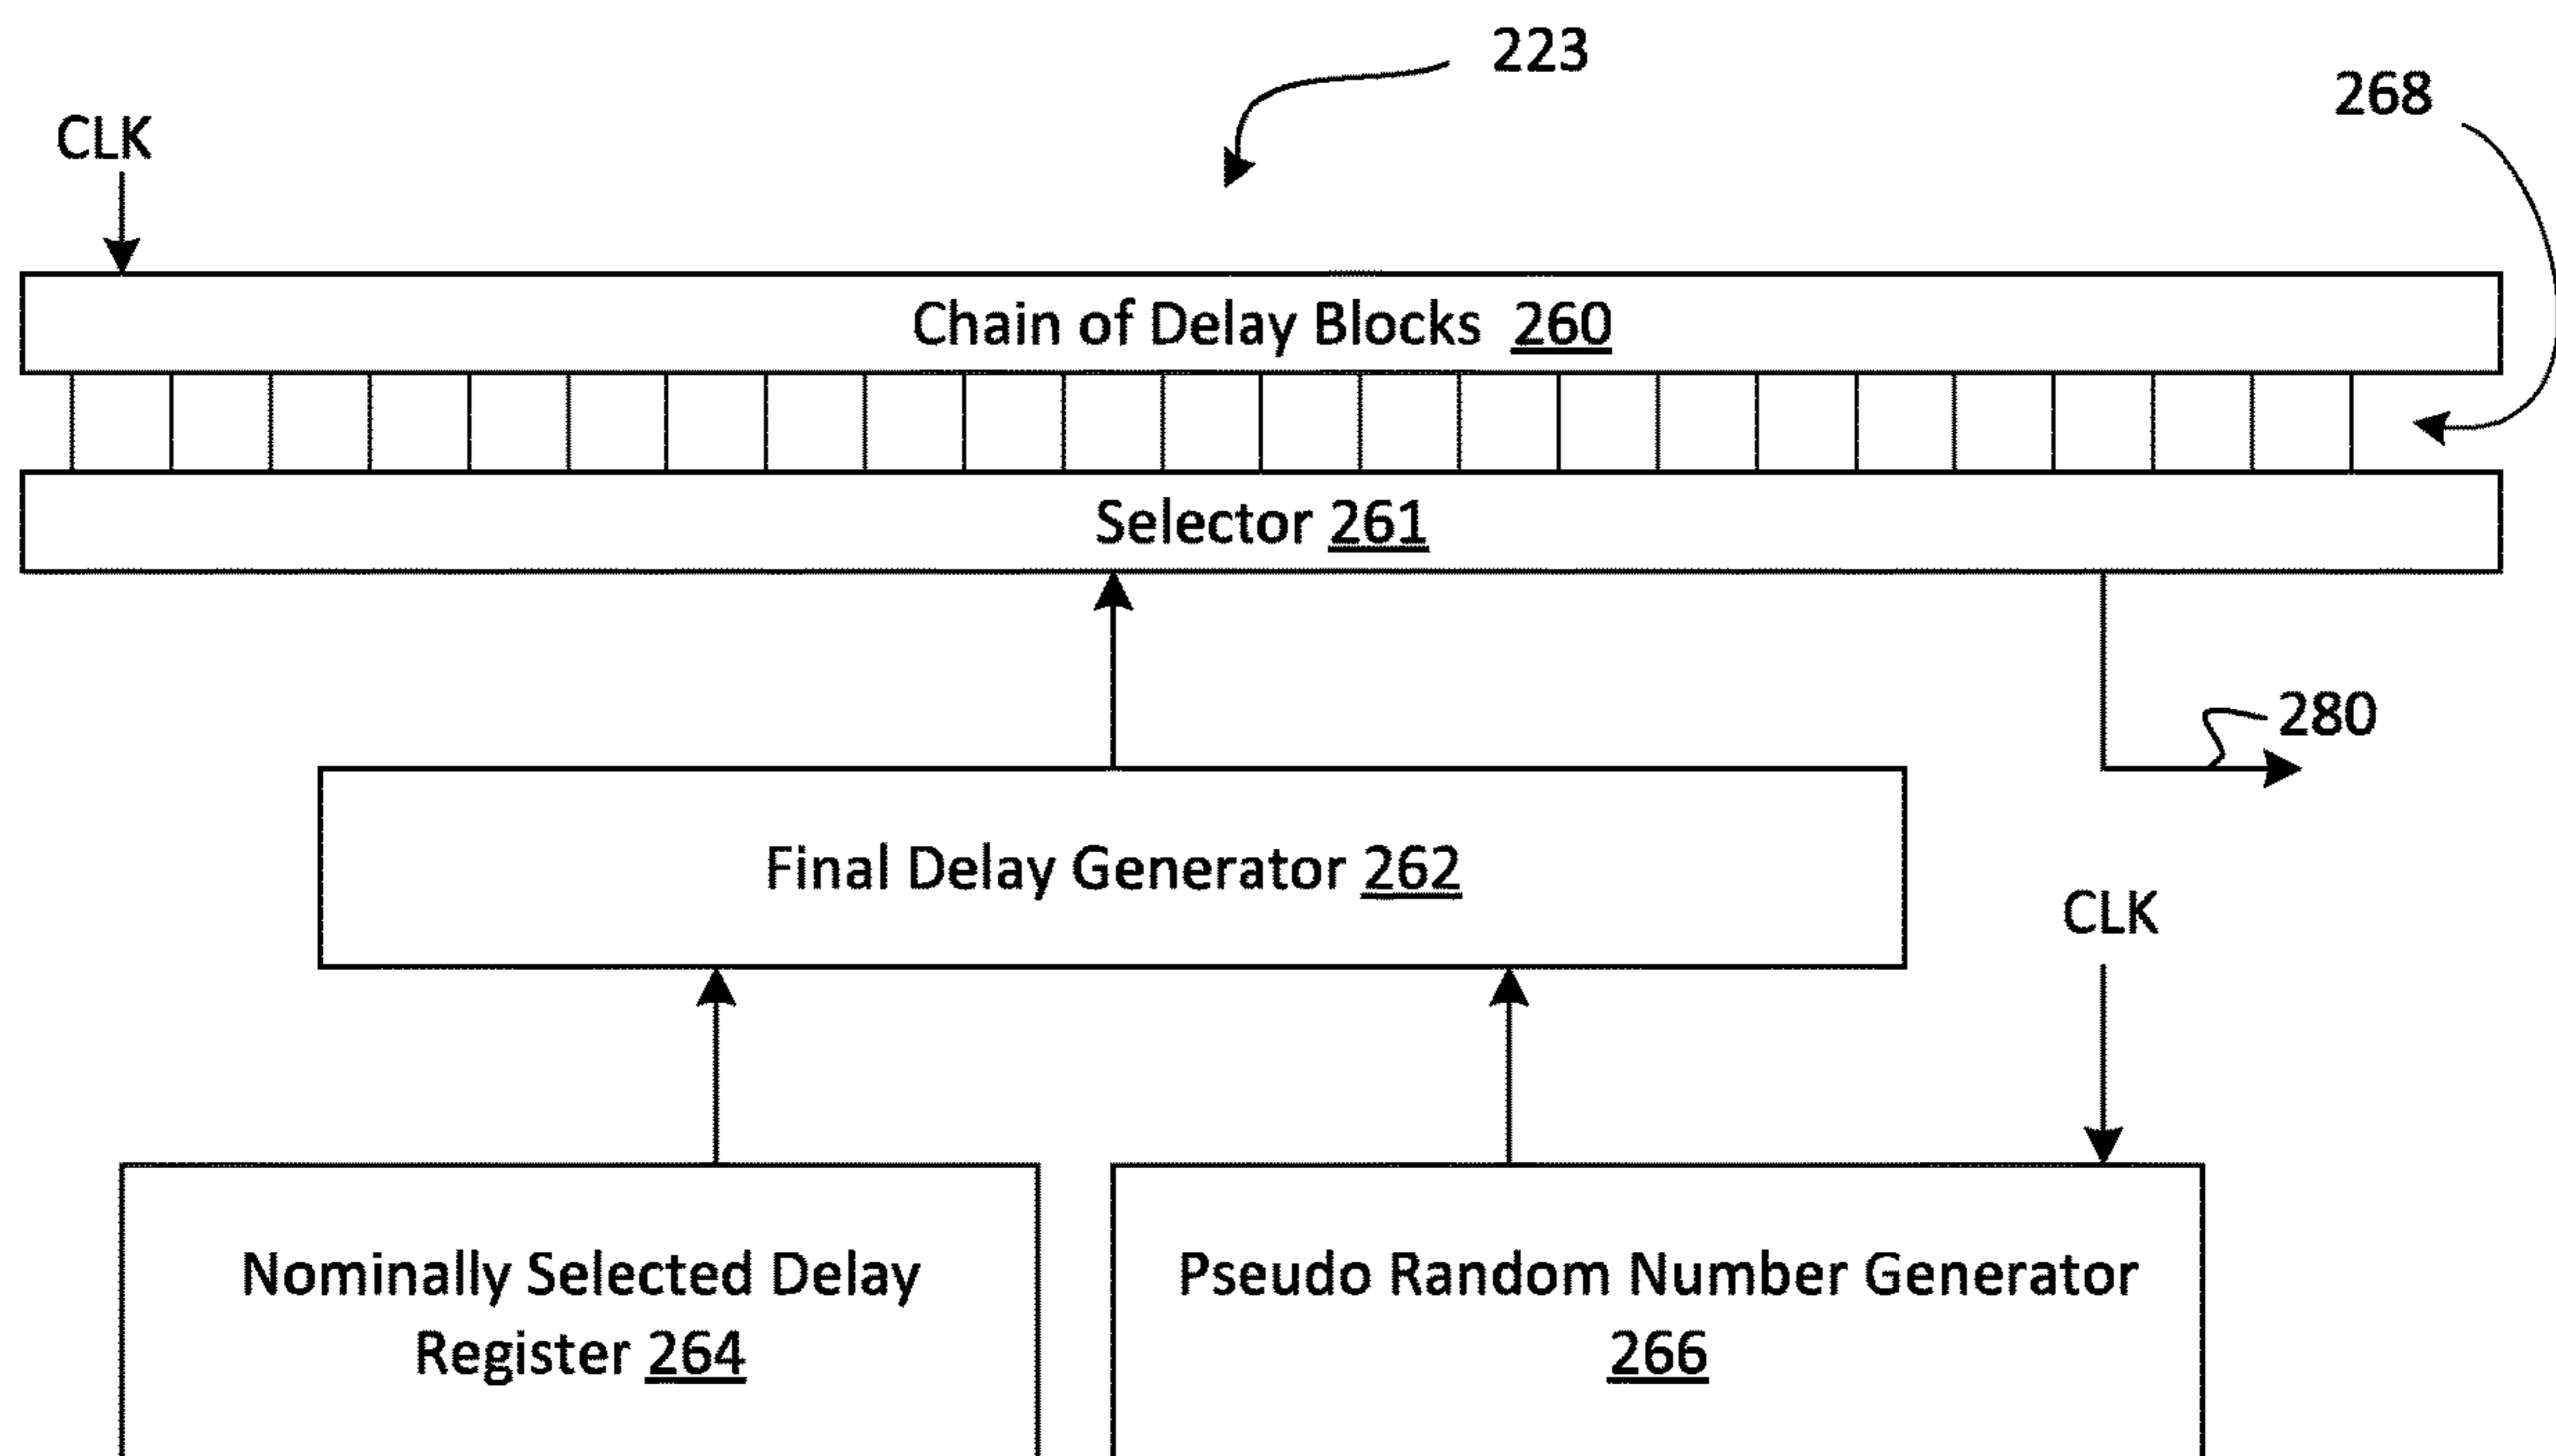 223
268
CLK
Chain of Delay Blocks 260
Selector 261
280
Final Delay Generator 262
CLK
Nominally Selected Delay
Register 264
Pseudo Random Number Generator
266